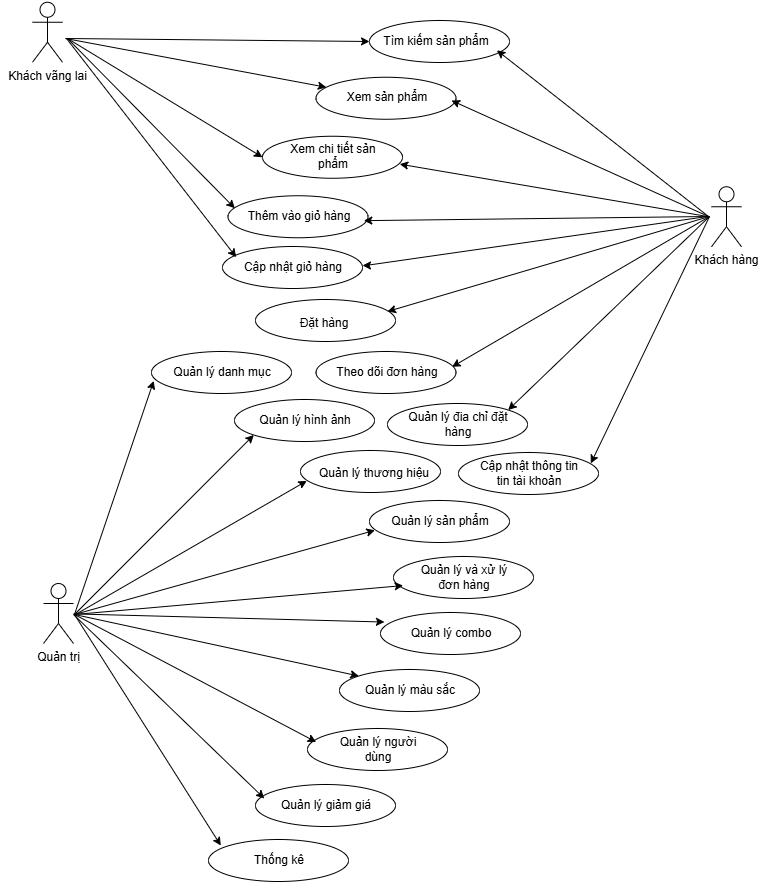 Tìm kiếm sản phẩm
Khách vãng lai
Xem sản phẩm
Xem chi tiết sản
phẩm
Thêm vào giỏ hàng
Khách hàng
Cập nhật giỏ hàng
Đặt hàng
Quản lý danh mục
Theo dõi đơn hàng
Quản lý hình ảnh
Quản lý đia chỉ đặt
hàng
Quản lý thương hiệu
Cập nhật thông tin
tin tài khoản
Quản lý sản phẩm
Quản lý và xử lý
đơn hàng
Quản lý combo
Quản trị
Quản lý màu sắc
Quản lý người
dùng
Quản lý giảm giá
Thống kê